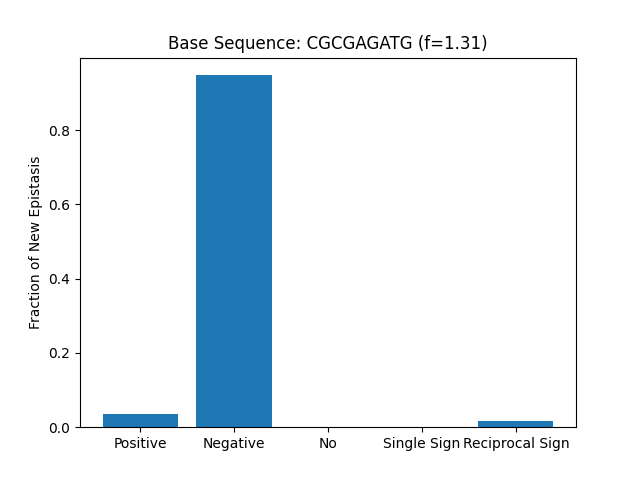 Base Sequence: CGCGAGATG (f=1.31)
Fraction of New Epistasis
0.8
0.6
0.4
0.2
0.0
Positive Negative No Single Sign Reciprocal Sign